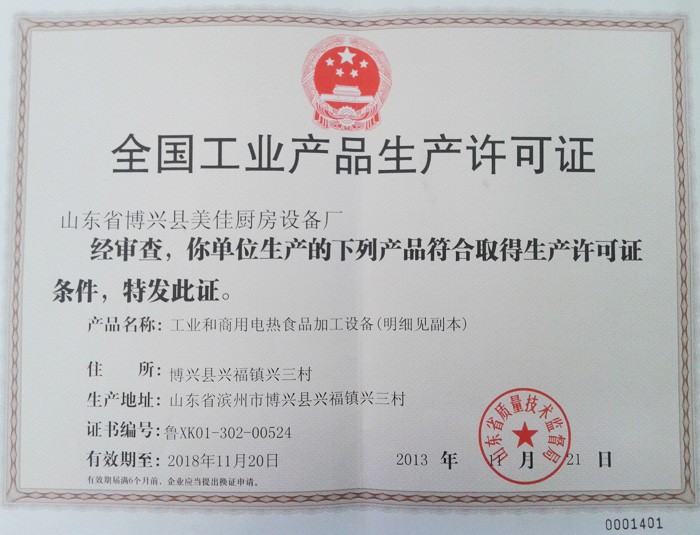 全国工业产品生产许可证
山东省博兴县美佳厨房设备厂
经审查，你单位生产的下列产品符合取得生产许可证
条件，特发此证。
产品名称：工业和商用电热食品加工设备(明细见副本)
住 所：博兴县兴福镇兴三村
生产地址：山东省滨州市博兴县兴福镇兴三村
证书编号：鲁XK01-302-00524
有效期至：2018年11月20日
2013 年 11 月 21 日
山东省质量技术监督局
有效期届满6个月前，企业应当提出换证申请。
0001401